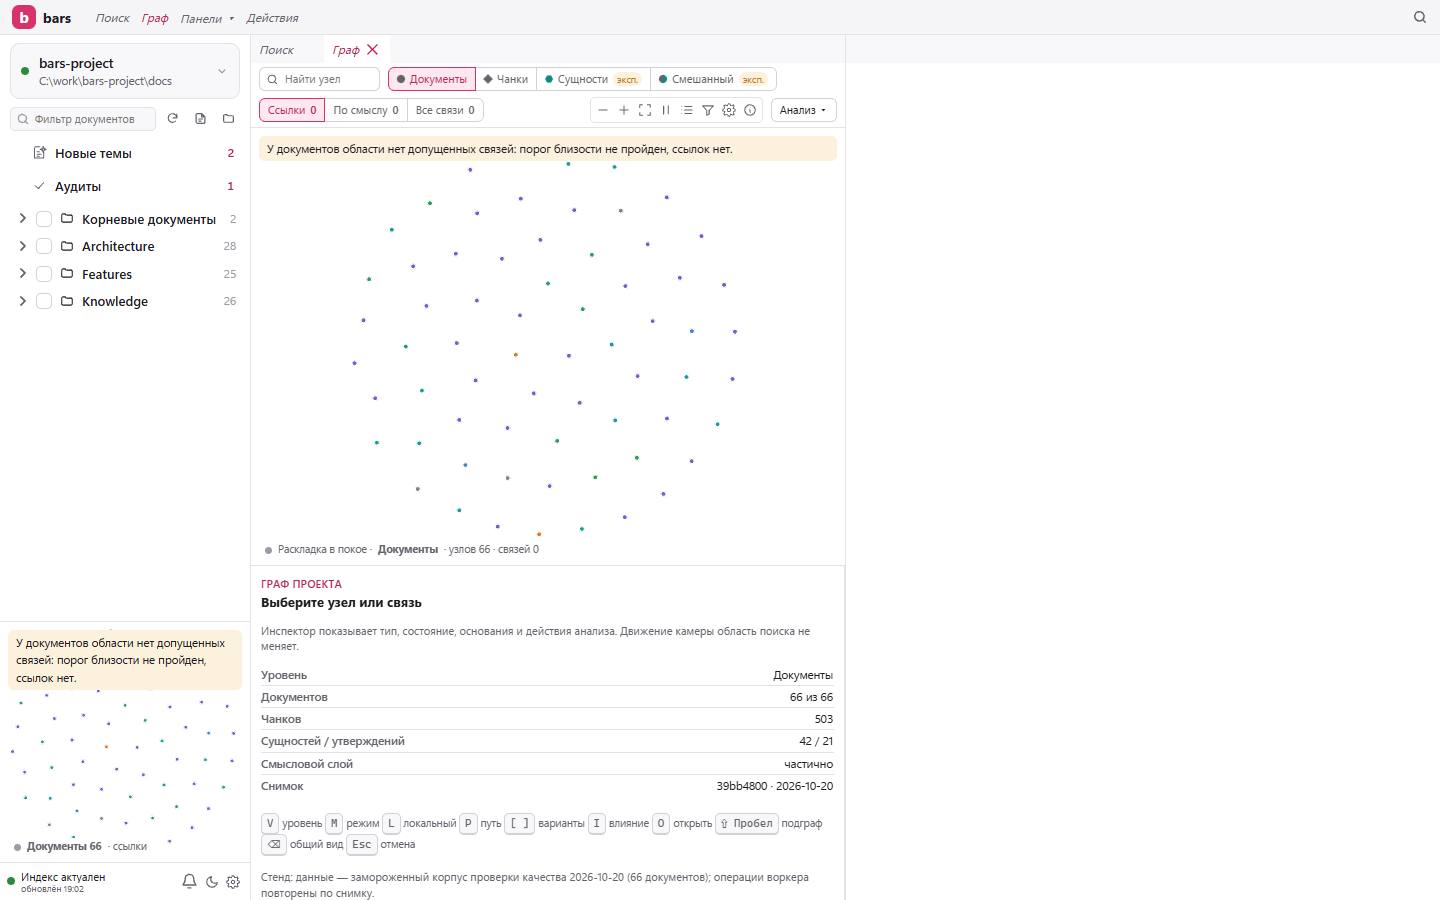 b bars Поиск Граф Панели Действия
bars-project
C:\work\bars-project\docs
Фильтр документов
Новые темы 2
Аудиты 1
Корневые документы 2
Architecture 28
Features 25
Knowledge 26
У документов области нет допущенных
связей: порог близости не пройден,
ссылок нет.
Документы 66 · ссылки
Индекс актуален
обновлён 19:02
Поиск Граф
Найти узел Документы Чанки Сущности эксп. Смешанный эксп.
Ссылки 0 По смыслу 0 Все связи 0 Анализ
У документов области нет допущенных связей: порог близости не пройден, ссылок нет.
Раскладка в покое · Документы · узлов 66 · связей 0
ГРАФ ПРОЕКТА
Выберите узел или связь
Инспектор показывает тип, состояние, основания и действия анализа. Движение камеры область поиска не
меняет.
Уровень Документы
Документов 66 из 66
Чанков 503
Сущностей / утверждений 42 / 21
Смысловой слой частично
Снимок 39bb4800 · 2026-10-20
V уровень M режим L локальный P путь [ ] варианты I влияние O открыть ⇧ Пробел подграф
⌫ общий вид Esc отмена
Стенд: данные — замороженный корпус проверки качества 2026-10-20 (66 документов); операции воркера
повторены по снимку.